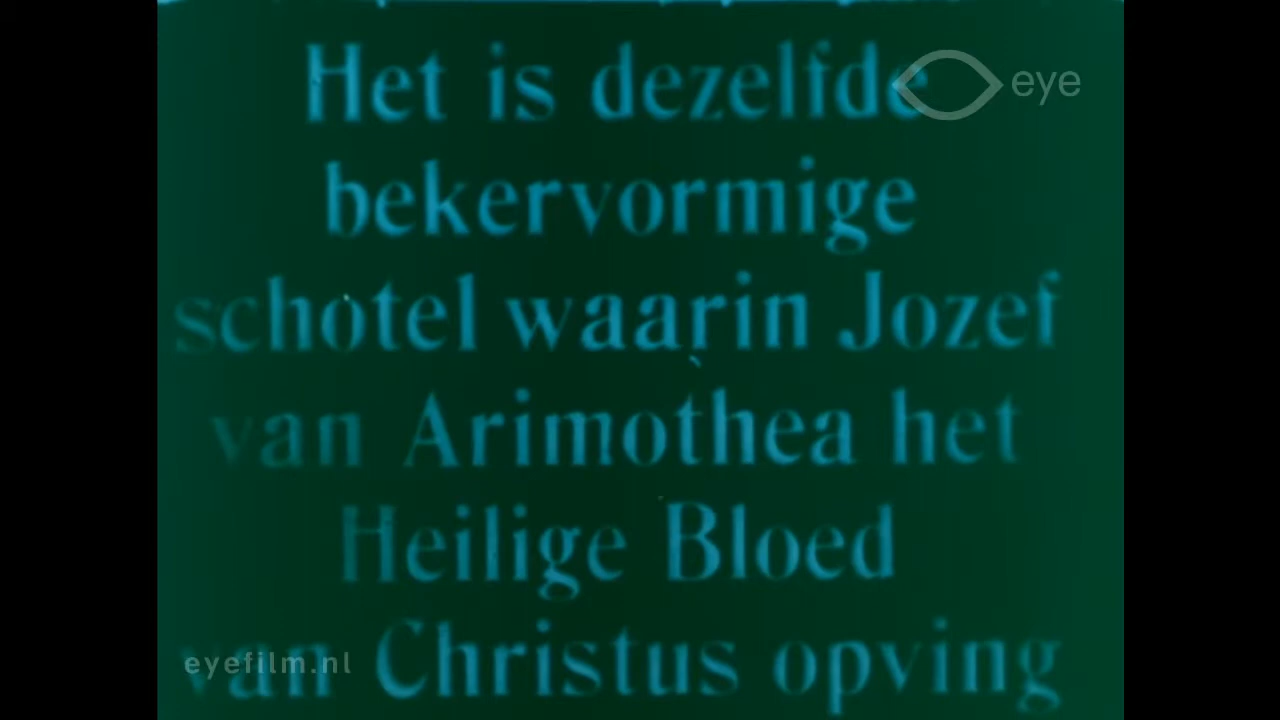 Het is dezelfde
eye
bekervormige
schotel waarin Jozef
van Arimothea het
Heilige Bloed
van Christus opving
eyefilm.nl